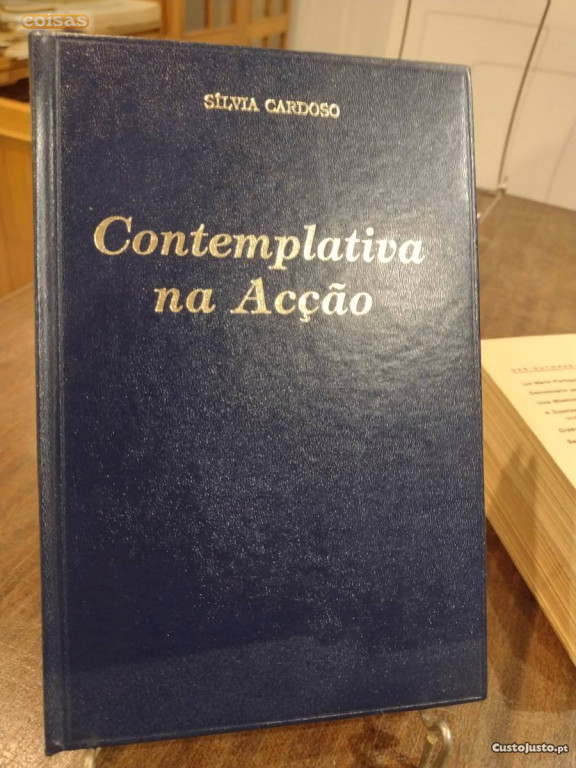 coisas
SÍLVIA CARDOSO
Contemplativa
na Acção
CustoJusto.pt